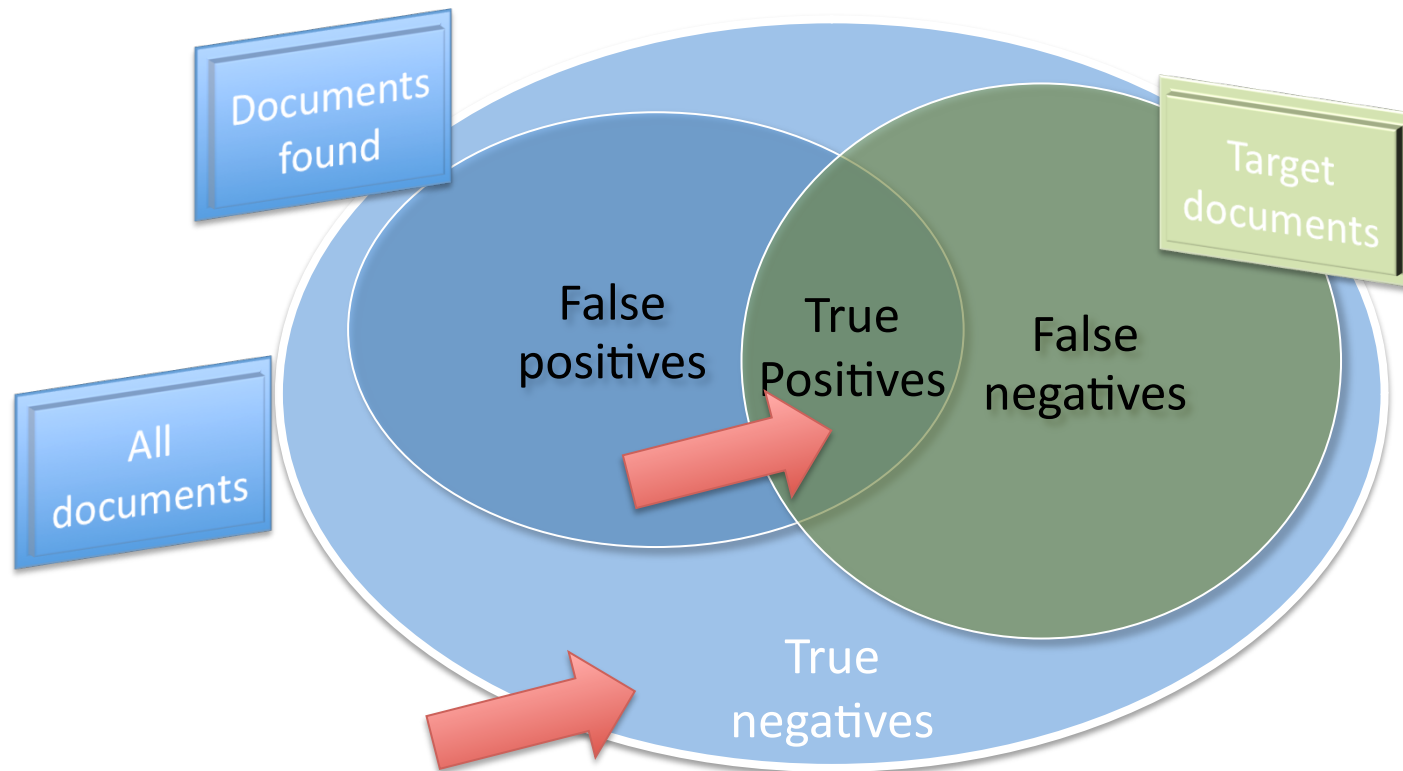 Documents
found
Target
documents
False
positives
True
Positives
False
negatives
All
documents
True
negatives